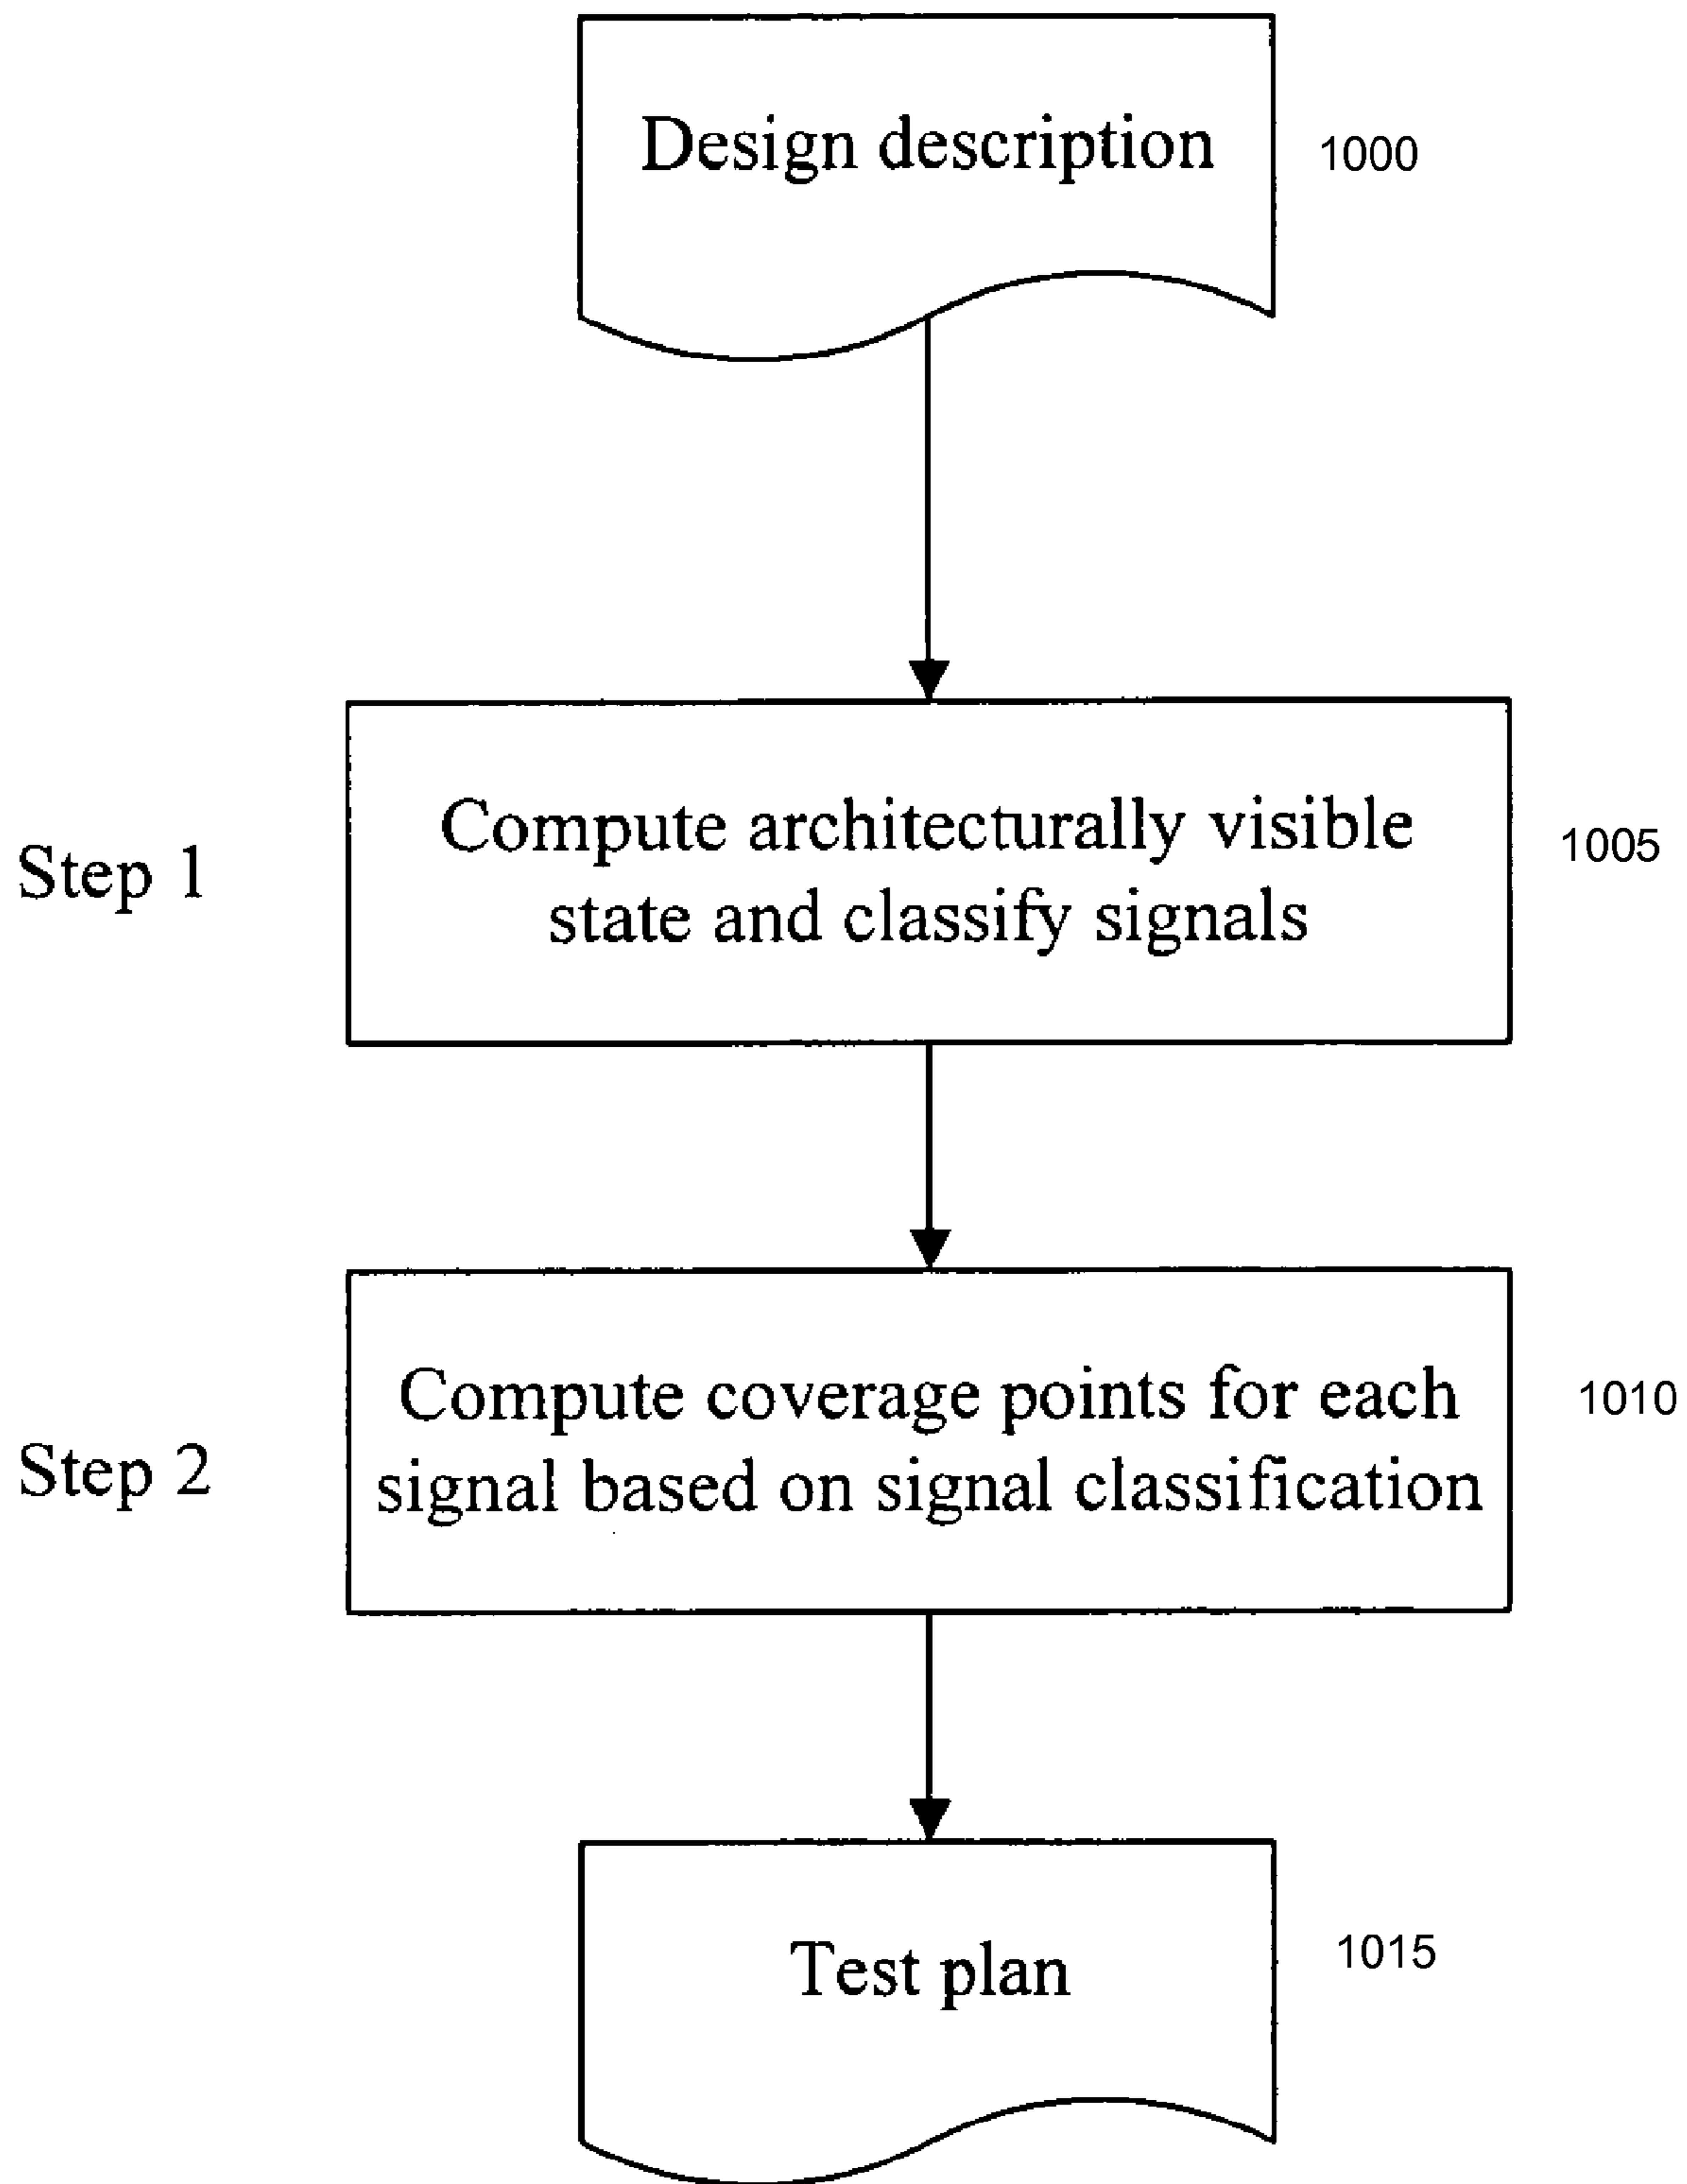 Design description
1000
Compute architecturally visible
state and classify signals
1005
Step 1
Compute coverage points for each
signal based on signal classification
1010
Step 2
Test plan
1015